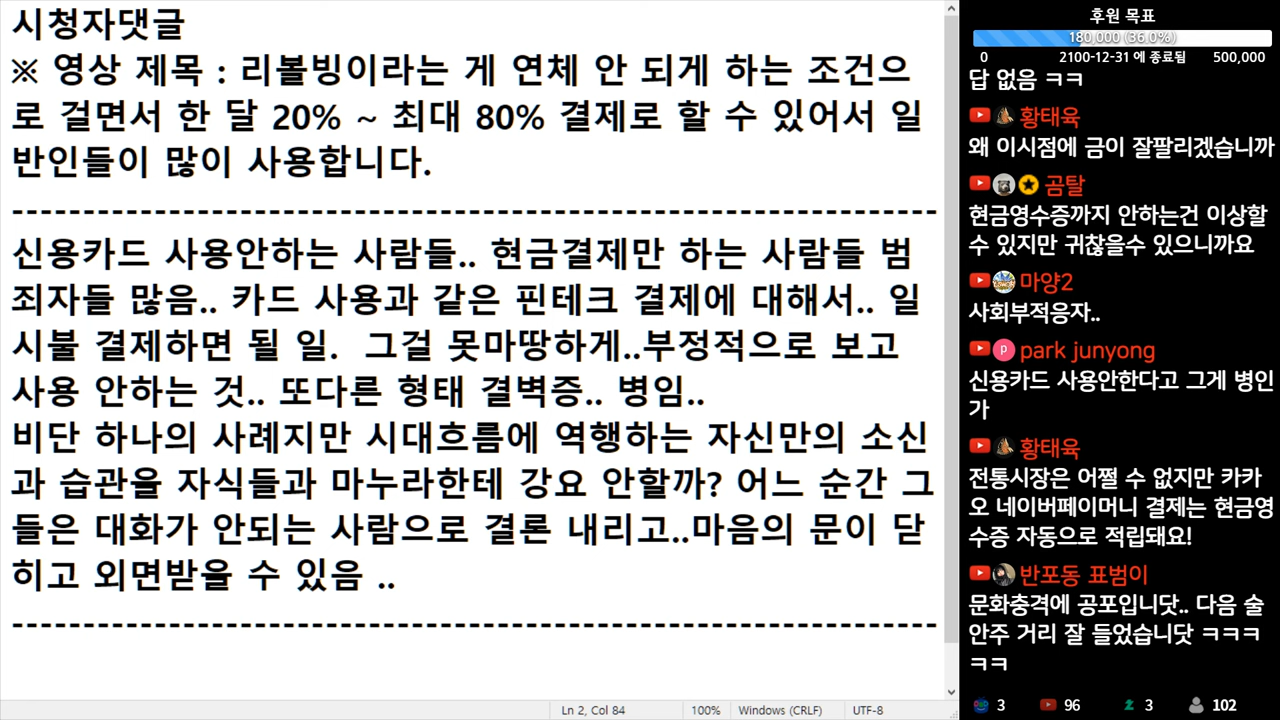 시청자댓글
※ 영상 제목 : 리볼빙이라는 게 연체 안 되게 하는 조건으
로 걸면서 한 달 20% ~ 최대 80% 결제로 할 수 있어서 일
반인들이 많이 사용합니다.
------------------------------------------------------------------
신용카드 사용안하는 사람들.. 현금결제만 하는 사람들 범
죄자들 많음.. 카드 사용과 같은 핀테크 결제에 대해서.. 일
시불 결제하면 될 일.  그걸 못마땅하게..부정적으로 보고
사용 안하는 것.. 또다른 형태 결벽증.. 병임..
비단 하나의 사례지만 시대흐름에 역행하는 자신만의 소신
과 습관을 자식들과 마누라한테 강요 안할까? 어느 순간 그
들은 대화가 안되는 사람으로 결론 내리고..마음의 문이 닫
히고 외면받을 수 있음 ..
------------------------------------------------------------------
Ln 2, Col 84 100% Windows (CRLF) UTF-8
후원 목표
180,000 (36.0%)
0 2100-12-31 에 종료됨 500,000
답 없음 ㅋㅋ
황태육
왜 이시점에 금이 잘팔리겠습니까
곰탈
현금영수증까지 안하는건 이상할
수 있지만 귀찮을수 있으니까요
마양2
사회부적응자..
p park junyong
신용카드 사용안한다고 그게 병인
가
황태육
전통시장은 어쩔 수 없지만 카카
오 네이버페이머니 결제는 현금영
수증 자동으로 적립돼요!
반포동 표범이
문화충격에 공포입니닷.. 다음 술
안주 거리 잘 들었습니닷 ㅋㅋㅋ
ㅋㅋ
3 96 3 102